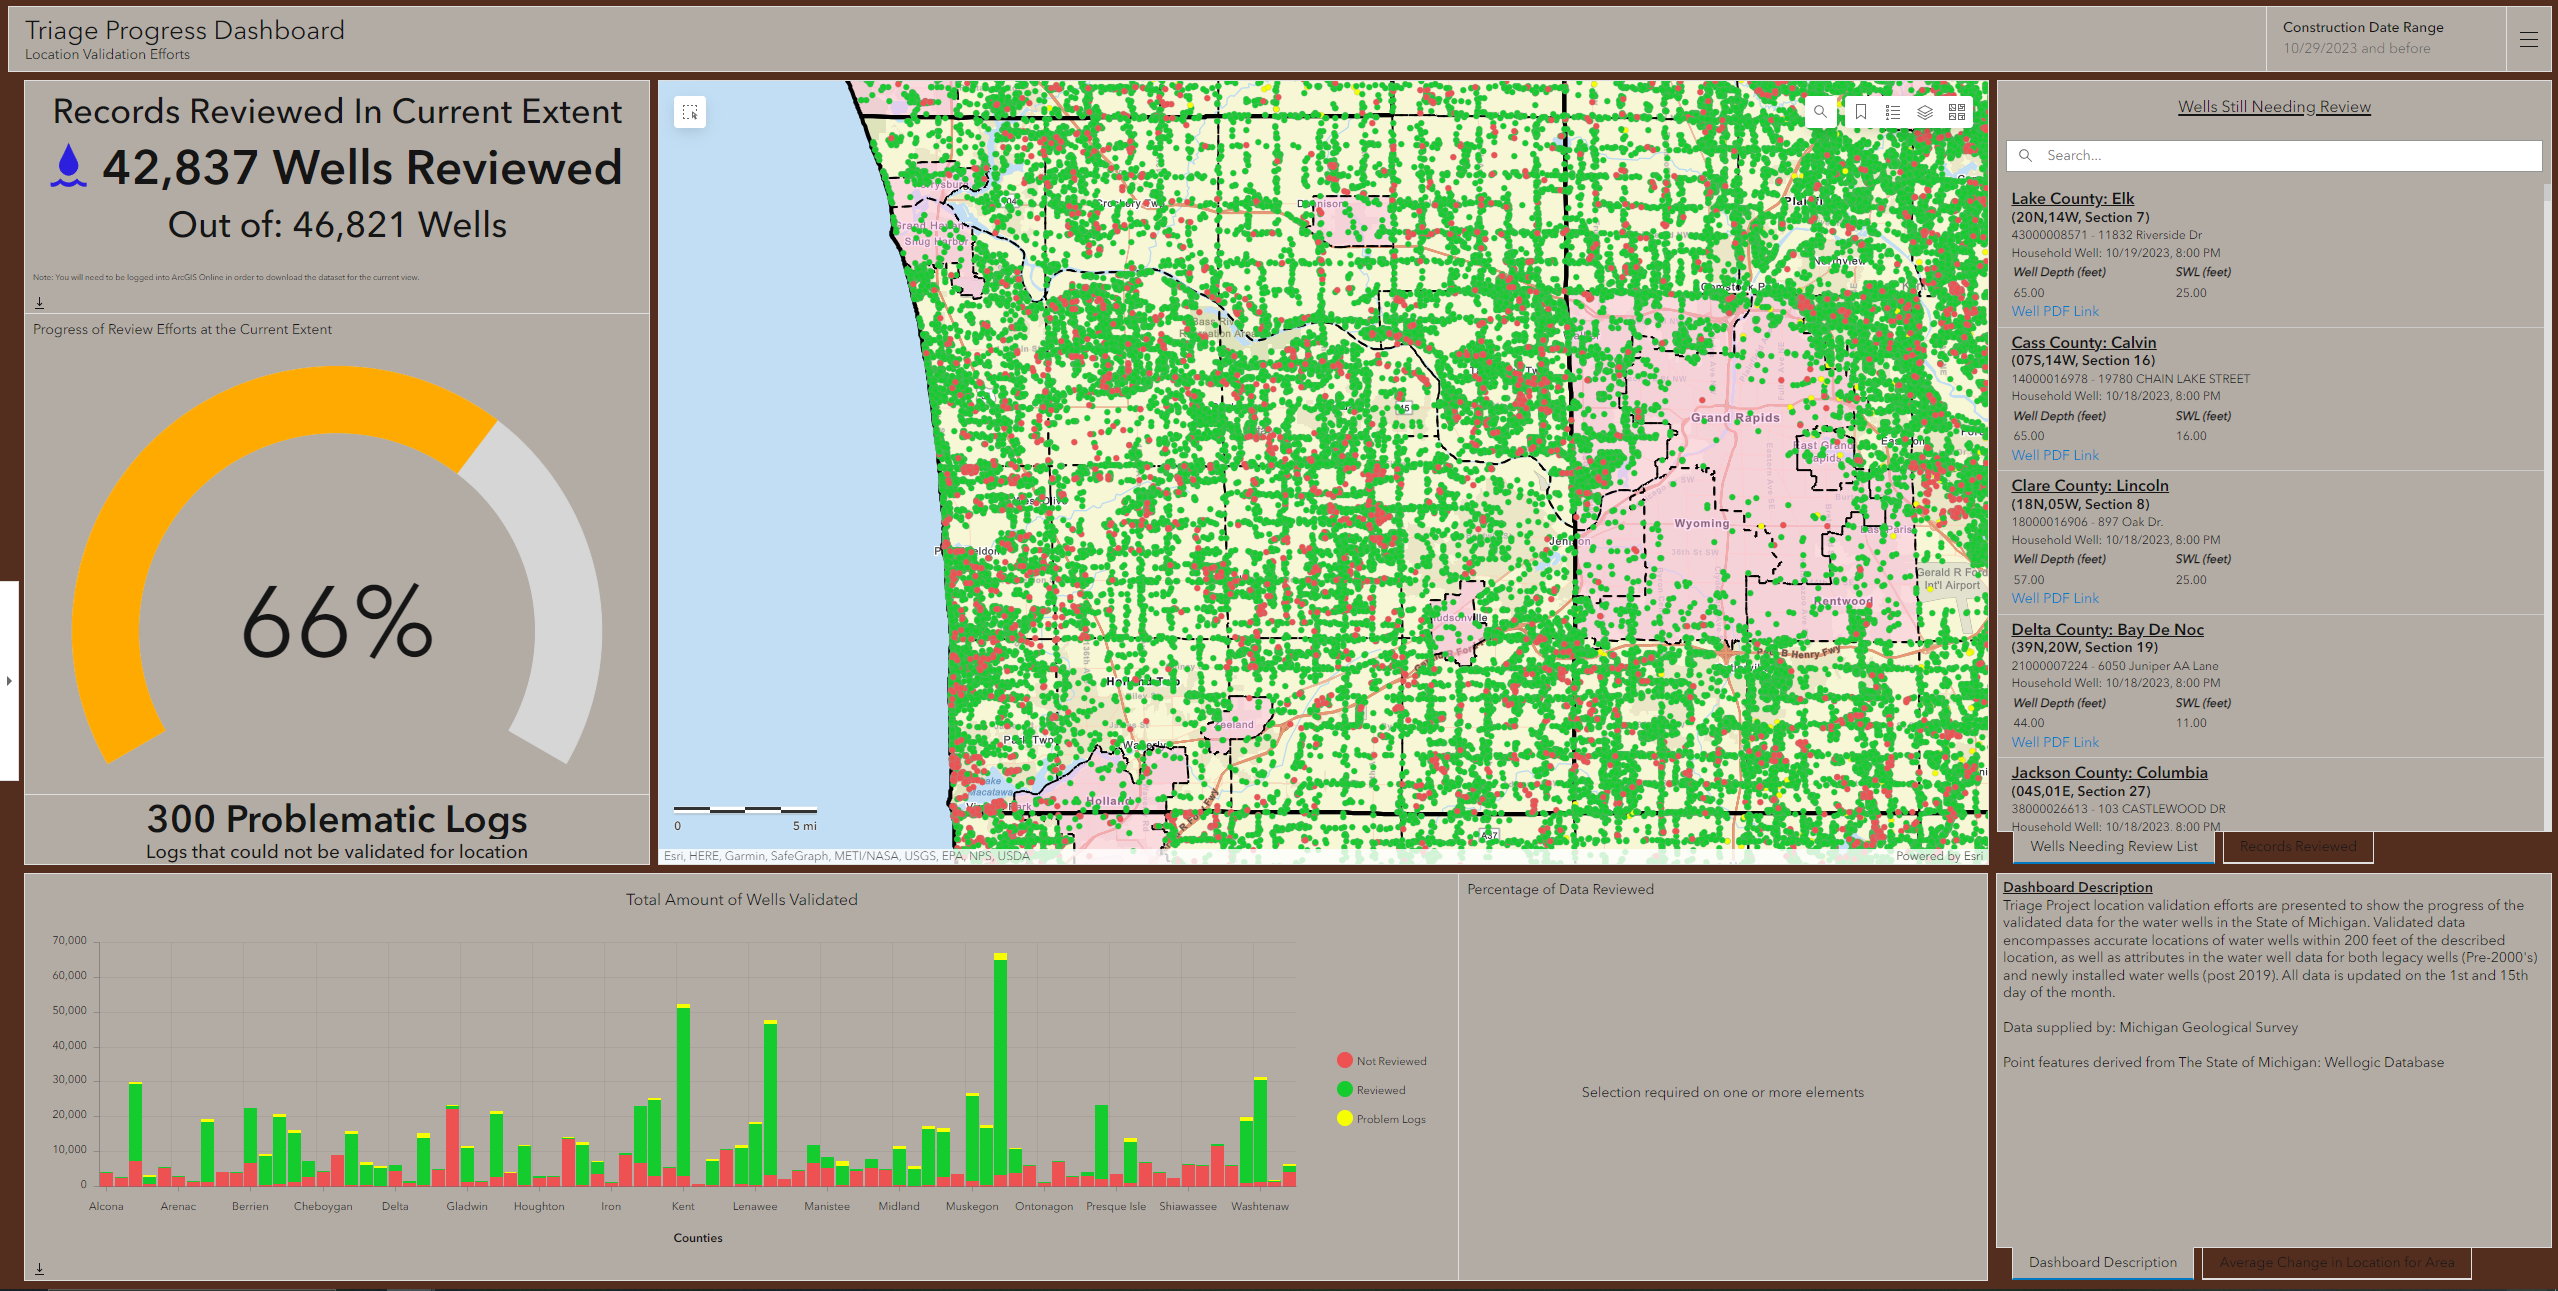 Triage Progress Dashboard
Location Validation Efforts
Construction Date Range
10/29/2023 and before
Records Reviewed In Current Extent
42,837 Wells Reviewed
Out of: 46,821 Wells
Note: You will need to be logged into ArcGIS Online in order to download the dataset for the current view.
Progress of Review Efforts at the Current Extent
66%
300 Problematic Logs
Logs that could not be validated for location
Grand Rapids
East Grand
Rapids
Wyoming
36th St SW
Gerald R Ford
Int'l Airport
Holland
A37
0
5 mi
Esri, HERE, Garmin, SafeGraph, METI/NASA, USGS, EPA, NPS, USDA
Powered by Esri
Wells Still Needing Review
Search...
Lake County: Elk
(20N,14W, Section 7)
43000008571 - 11832 Riverside Dr
Household Well: 10/19/2023, 8:00 PM
Well Depth (feet) SWL (feet)
65.00 25.00
Well PDF Link
Cass County: Calvin
(07S,14W, Section 16)
14000016978 - 19780 CHAIN LAKE STREET
Household Well: 10/18/2023, 8:00 PM
Well Depth (feet) SWL (feet)
65.00 16.00
Well PDF Link
Clare County: Lincoln
(18N,05W, Section 8)
18000016906 - 897 Oak Dr.
Household Well: 10/18/2023, 8:00 PM
Well Depth (feet) SWL (feet)
57.00 25.00
Well PDF Link
Delta County: Bay De Noc
(39N,20W, Section 19)
21000007224 - 6050 Juniper AA Lane
Household Well: 10/18/2023, 8:00 PM
Well Depth (feet) SWL (feet)
44.00 11.00
Well PDF Link
Jackson County: Columbia
(04S,01E, Section 27)
38000026613 - 103 CASTLEWOOD DR
Household Well: 10/18/2023, 8:00 PM
Wells Needing Review List
Records Reviewed
Total Amount of Wells Validated
70,000
60,000
50,000
40,000
30,000
20,000
10,000
0
Alcona Arenac Berrien Cheboygan Delta Gladwin Houghton Iron Kent Lenawee Manistee Midland Muskegon Ontonagon Presque Isle Shiawassee Washtenaw
Counties
Not Reviewed
Reviewed
Problem Logs
Percentage of Data Reviewed
Selection required on one or more elements
Dashboard Description
Triage Project location validation efforts are presented to show the progress of the
validated data for the water wells in the State of Michigan. Validated data
encompasses accurate locations of water wells within 200 feet of the described
location, as well as attributes in the water well data for both legacy wells (Pre-2000's)
and newly installed water wells (post 2019). All data is updated on the 1st and 15th
day of the month.
Data supplied by: Michigan Geological Survey
Point features derived from The State of Michigan: Wellogic Database
Dashboard Description
Average Change in Location for Area